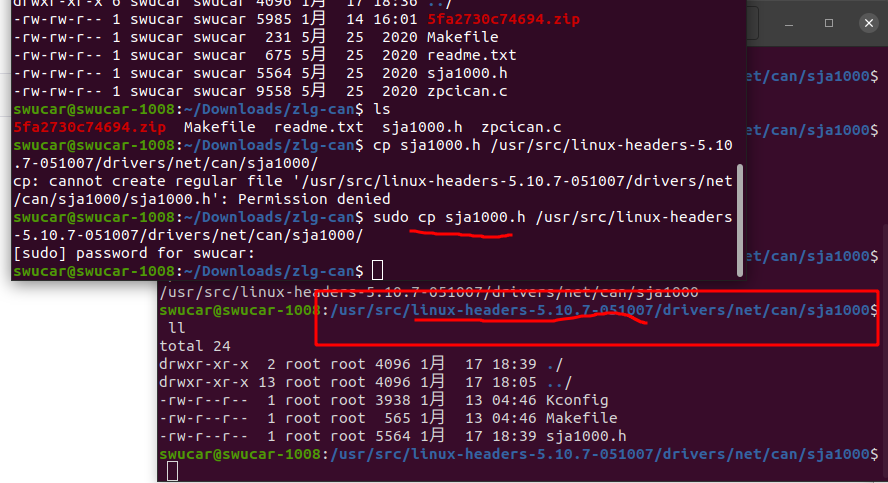 drwxr-xr-x 6 swucar swucar 4096 1月  17 18:36 ../
-rw-rw-r-- 1 swucar swucar 5985 1月  14 16:01 5fa2730c74694.zip
-rw-rw-r-- 1 swucar swucar  231 5月  25  2020 Makefile
-rw-rw-r-- 1 swucar swucar  675 5月  25  2020 readme.txt
-rw-rw-r-- 1 swucar swucar 5564 5月  25  2020 sja1000.h
-rw-rw-r-- 1 swucar swucar 9558 5月  25  2020 zpcican.c
swucar@swucar-1008:~/Downloads/zlg-can$ ls
5fa2730c74694.zip  Makefile  readme.txt  sja1000.h  zpcican.c
swucar@swucar-1008:~/Downloads/zlg-can$ cp sja1000.h /usr/src/linux-headers-5.10
.7-051007/drivers/net/can/sja1000/
cp: cannot create regular file '/usr/src/linux-headers-5.10.7-051007/drivers/net
/can/sja1000/sja1000.h': Permission denied
swucar@swucar-1008:~/Downloads/zlg-can$ sudo cp sja1000.h /usr/src/linux-headers
-5.10.7-051007/drivers/net/can/sja1000/
[sudo] password for swucar:
swucar@swucar-1008:~/Downloads/zlg-can$
net/can/sja1000$
net/can/sja1000$
net/can/sja1000$
/usr/src/linux-headers-5.10.7-051007/drivers/net/can/sja1000
swucar@swucar-1008:/usr/src/linux-headers-5.10.7-051007/drivers/net/can/sja1000$
ll
total 24
drwxr-xr-x  2 root root 4096 1月  17 18:39 ./
drwxr-xr-x 13 root root 4096 1月  17 18:05 ../
-rw-r--r--  1 root root 3938 1月  13 04:46 Kconfig
-rw-r--r--  1 root root  565 1月  13 04:46 Makefile
-rw-r--r--  1 root root 5564 1月  17 18:39 sja1000.h
swucar@swucar-1008:/usr/src/linux-headers-5.10.7-051007/drivers/net/can/sja1000$